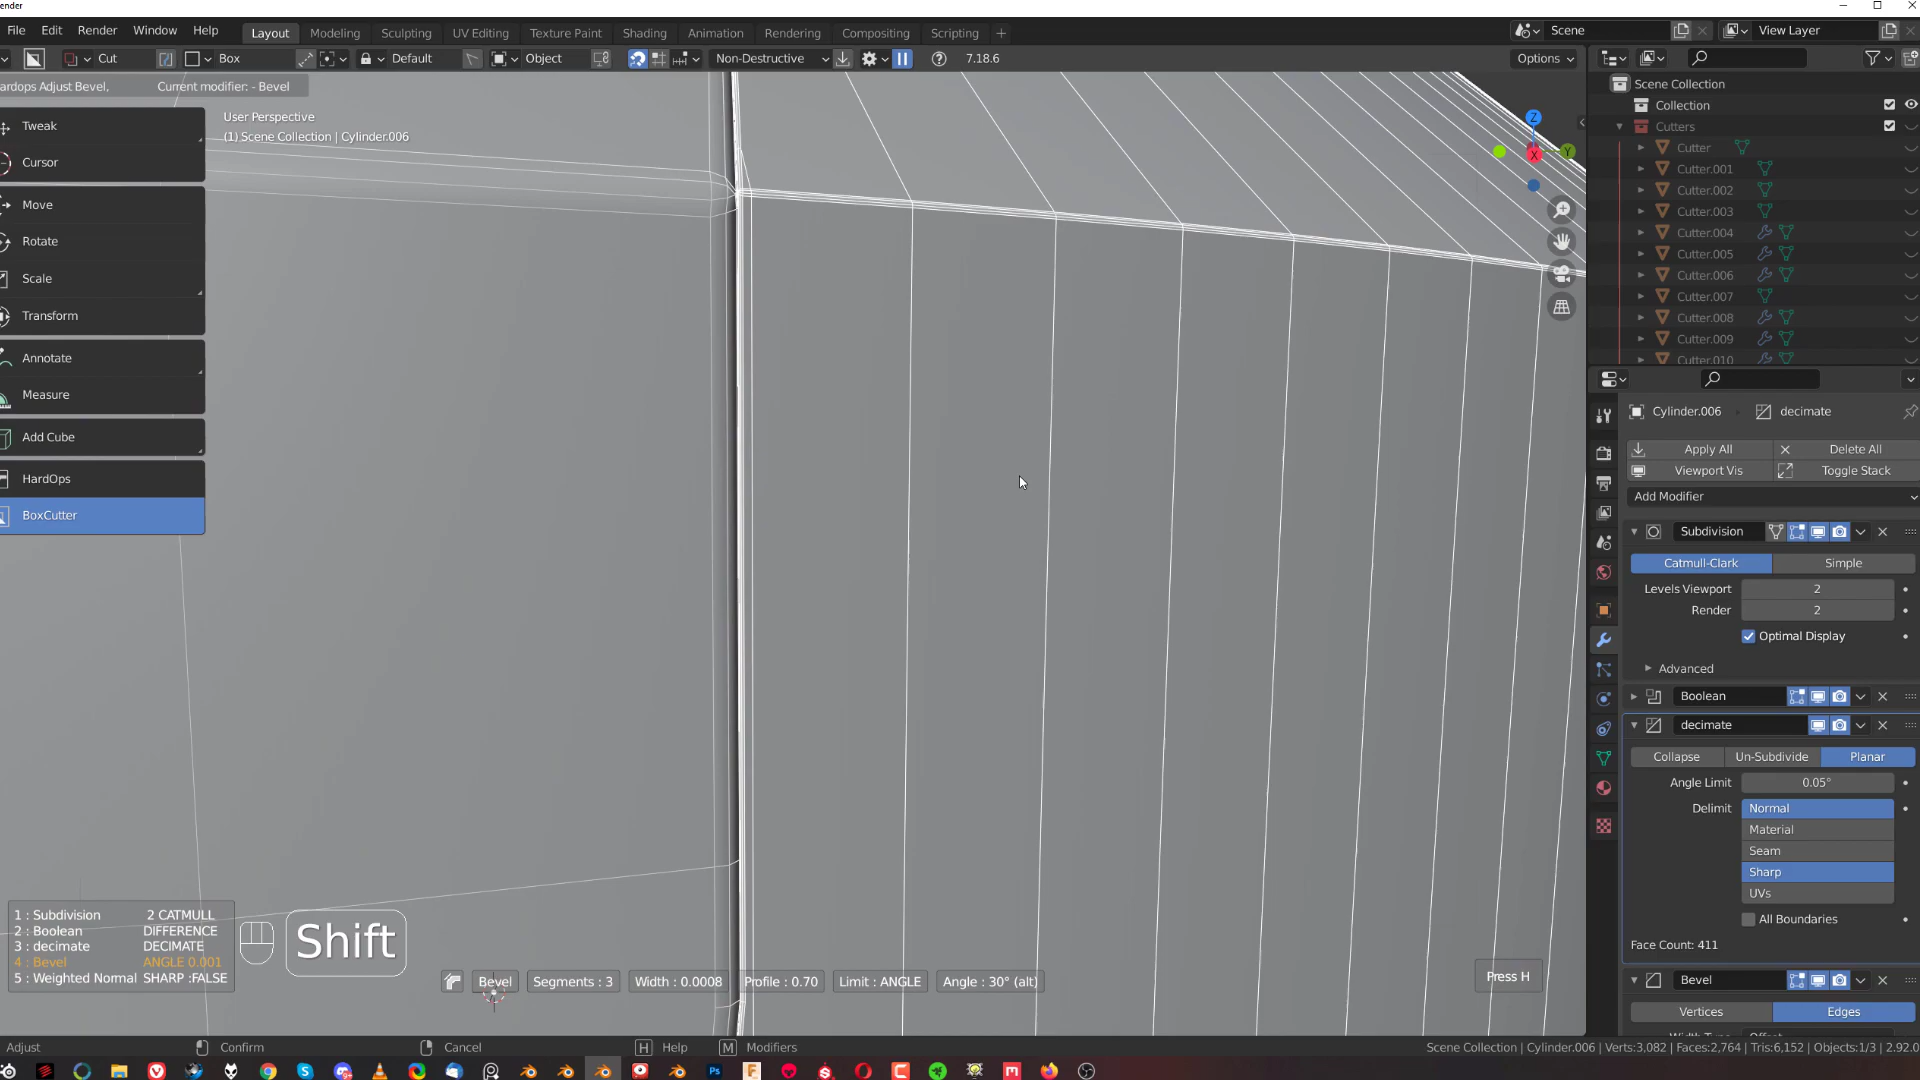 ender
File Edit Render Window Help Layout Modeling Sculpting UV Editing Texture Paint Shading Animation Rendering Compositing Scripting + Scene View Layer
Cut Box Default Object Non-Destructive 7.18.6 Options
ardops Adjust Bevel, Current modifier: - Bevel
User Perspective
(1) Scene Collection | Cylinder.006
Tweak
Cursor
Move
Rotate
Scale
Transform
Annotate
Measure
Add Cube
HardOps
BoxCutter
Z
X
Y
Scene Collection
Collection
Cutters
Cutter
Cutter.001
Cutter.002
Cutter.003
Cutter.004
Cutter.005
Cutter.006
Cutter.007
Cutter.008
Cutter.009
Cutter.010
Cylinder.006 decimate
Apply All Delete All
Viewport Vis Toggle Stack
Add Modifier
Subdivision
Catmull-Clark Simple
Levels Viewport 2
Render 2
Optimal Display
Advanced
Boolean
decimate
Collapse Un-Subdivide Planar
Angle Limit 0.05°
Delimit Normal
Material
Seam
Sharp
UVs
All Boundaries
Face Count: 411
Bevel
Vertices Edges
1 : Subdivision 2 CATMULL
2 : Boolean DIFFERENCE
3 : decimate DECIMATE
4 : Bevel ANGLE 0.001
5 : Weighted Normal SHARP :FALSE
Shift
Bevel Segments : 3 Width : 0.0008 Profile : 0.70 Limit : ANGLE Angle : 30° (alt)
Press H
Adjust Confirm Cancel H Help M Modifiers Scene Collection | Cylinder.006 | Verts:3,082 | Faces:2,764 | Tris:6,152 | Objects:1/3 | 2.92.0